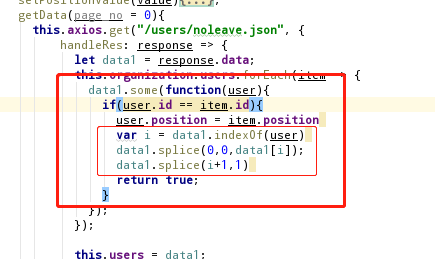 setPositionValue(value){...},
getData(page_no = 0){
this.axios.get("/users/noleave.json", {
handleRes: response => {
let data1 = response.data;
this.organization.users.forEach(item => {
data1.some(function(user){
if(user.id == item.id){
user.position = item.position
var i = data1.indexOf(user)
data1.splice(0,0,data1[i]);
data1.splice(i+1,1)
return true;
}
});
});
this.users = data1;